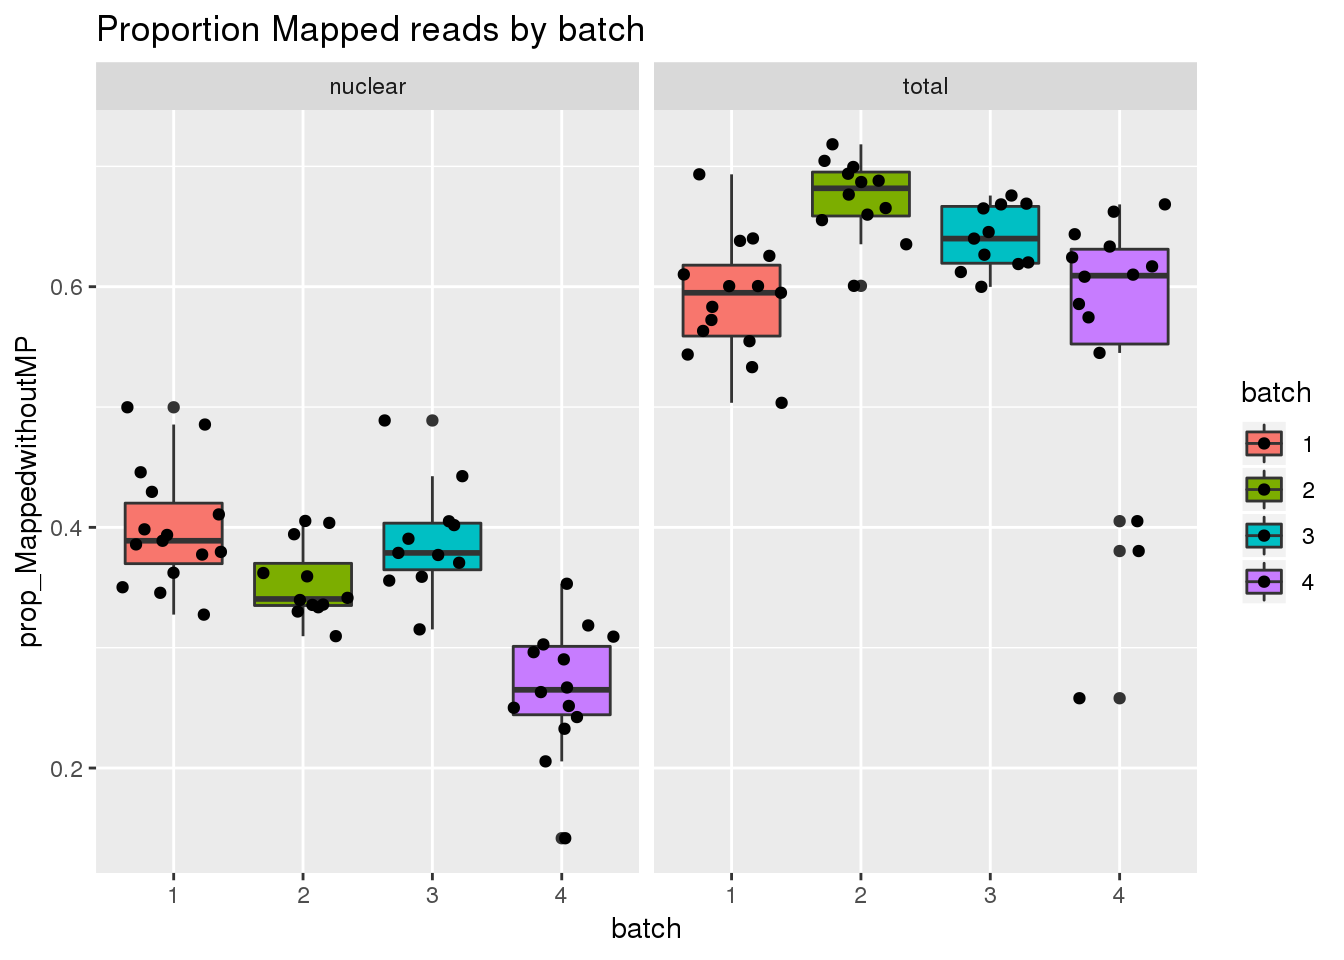 Proportion Mapped reads by batch
nuclear
total
prop_MappedwithoutMP
0.6
0.4
0.2
1 2 3 4
1 2 3 4
batch
batch
1
2
3
4